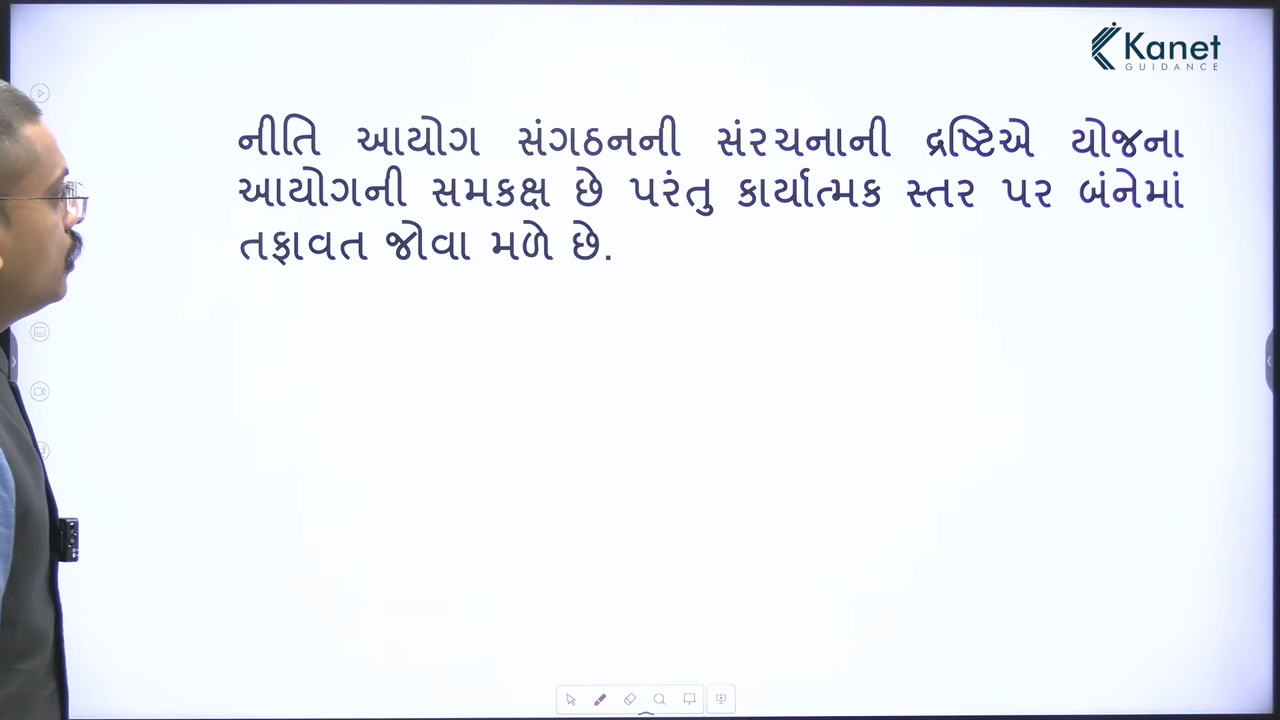 Kanet
GUIDANCE
નીતિ આયોગ સંગઠનની સંરચનાની દ્રષ્ટિએ યોજના
આયોગની સમકક્ષ છે પરંતુ કાર્યાત્મક સ્તર પર બંનેમાં
તફાવત જોવા મળે છે.